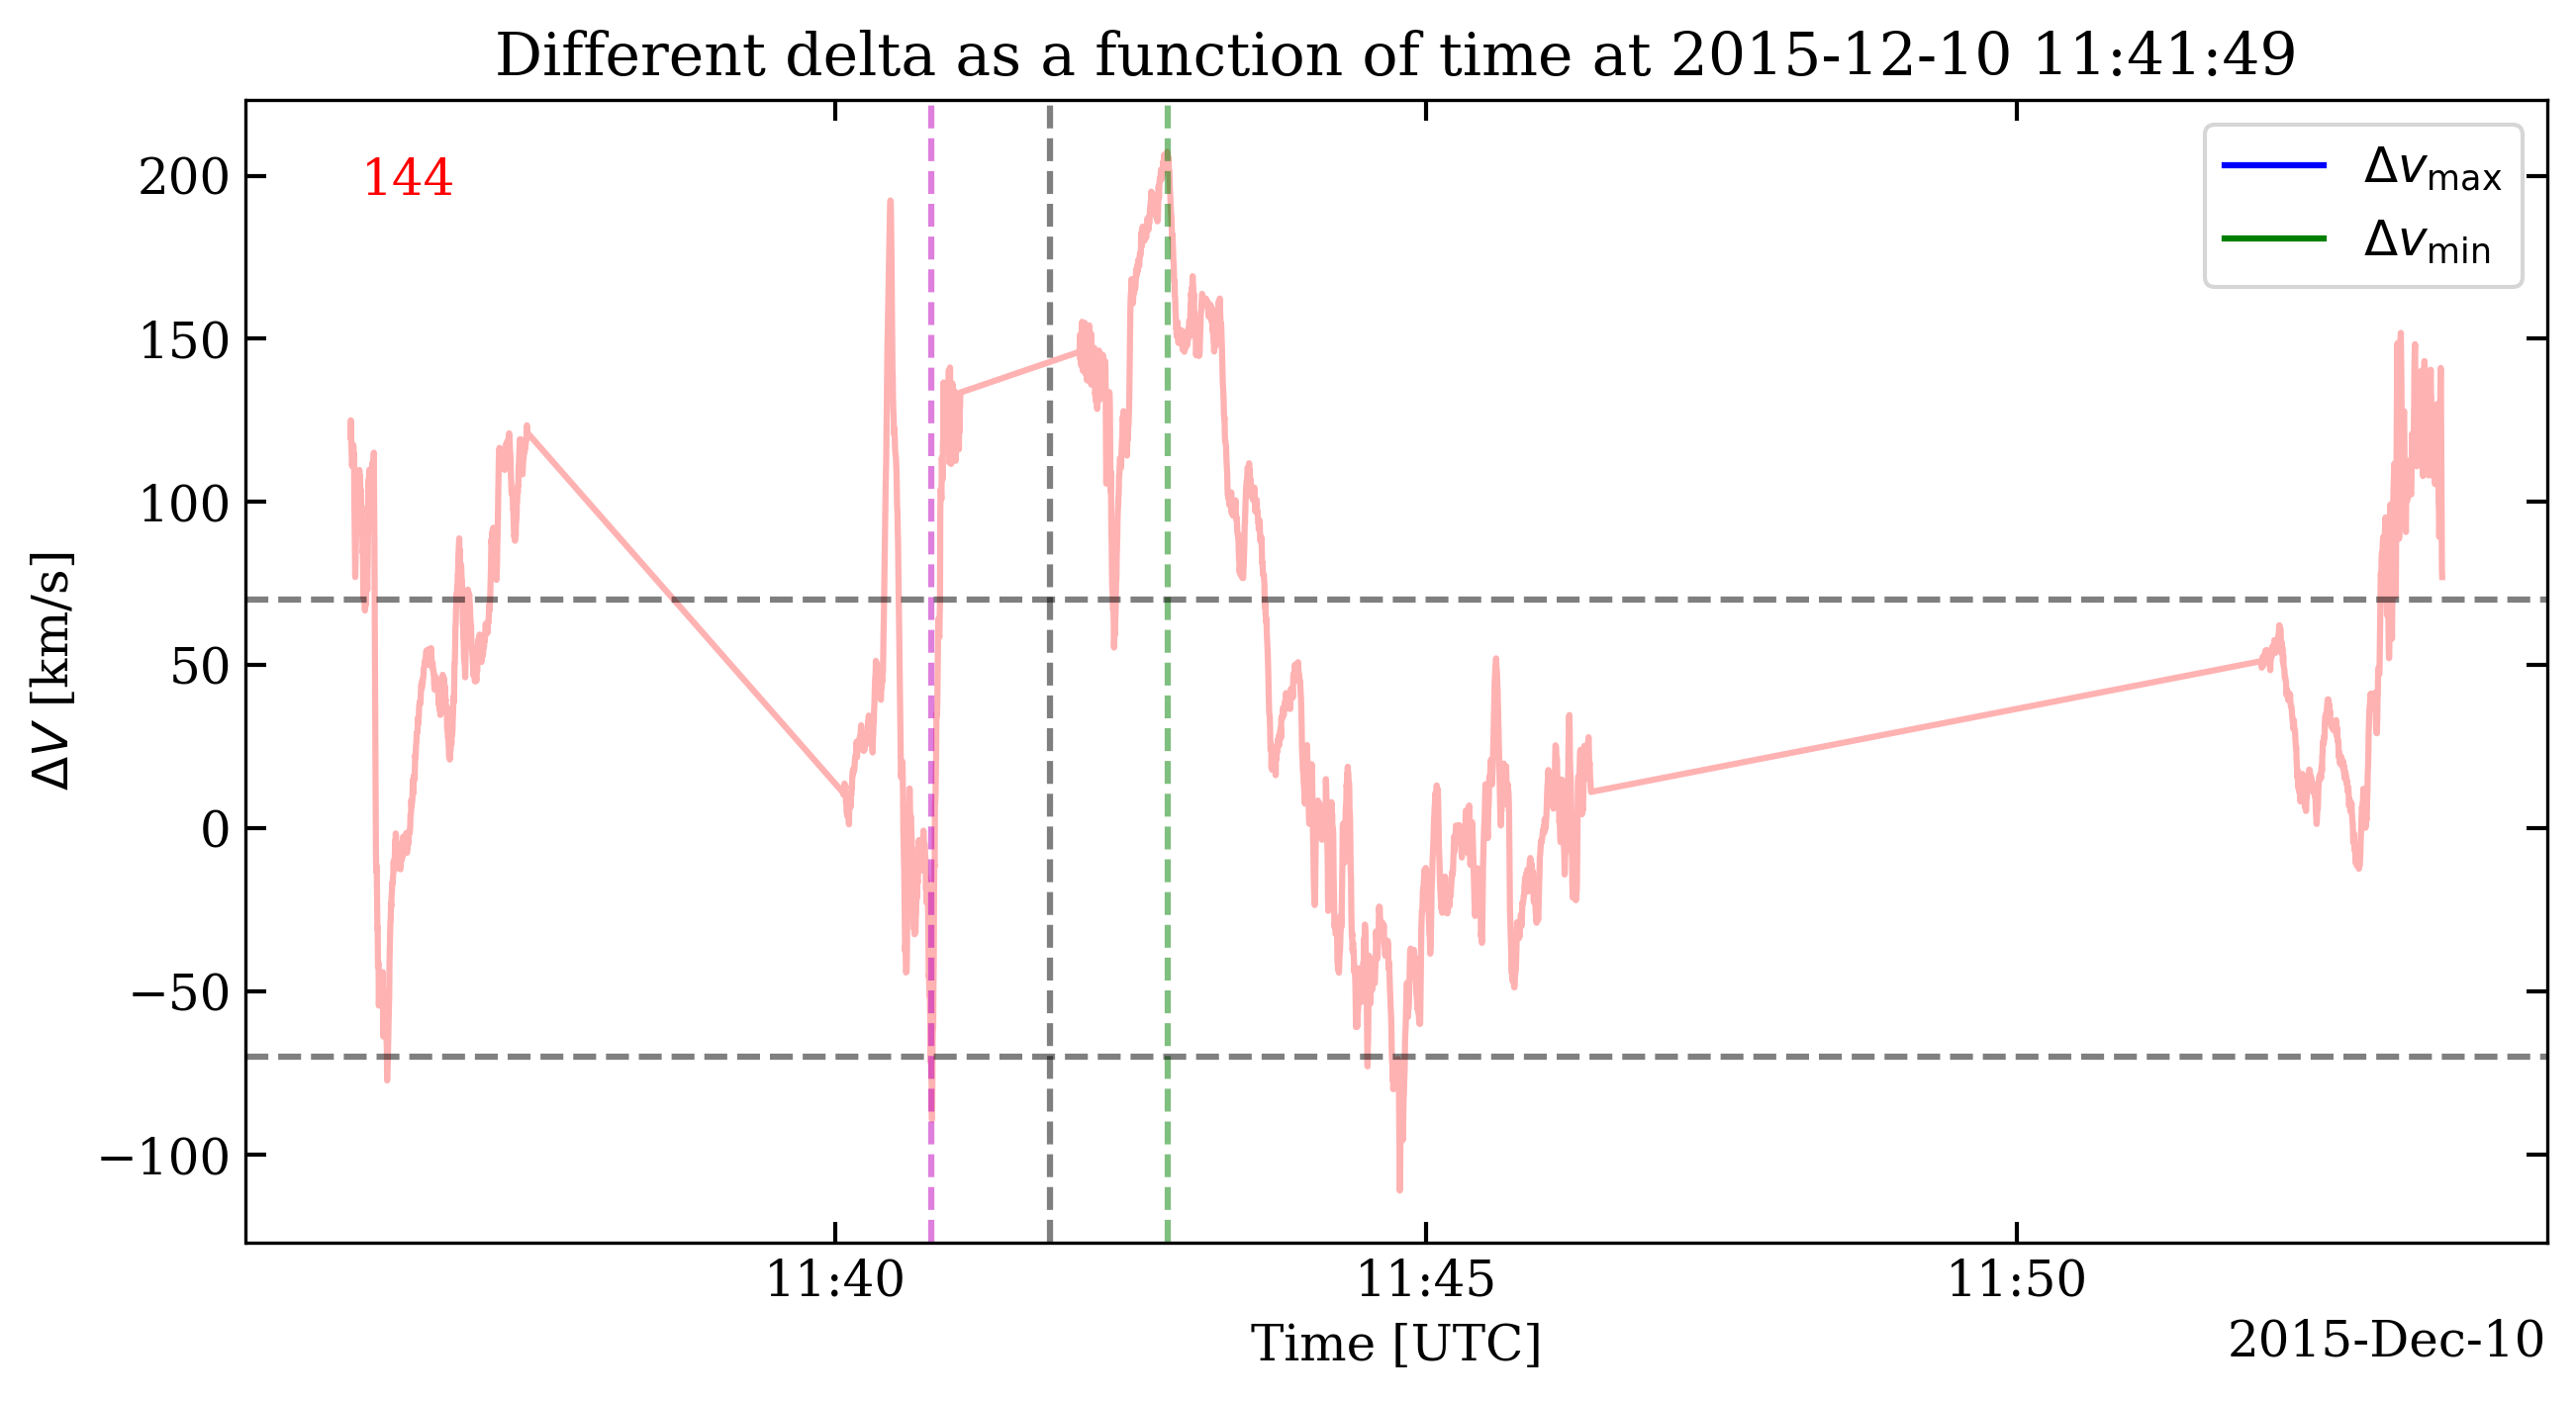 Different delta as a function of time at 2015-12-10 11:41:49
144
Δv_max
Δv_min
200
150
100
50
0
−50
−100
ΔV [km/s]
11:40
11:45
11:50
Time [UTC]
2015-Dec-10